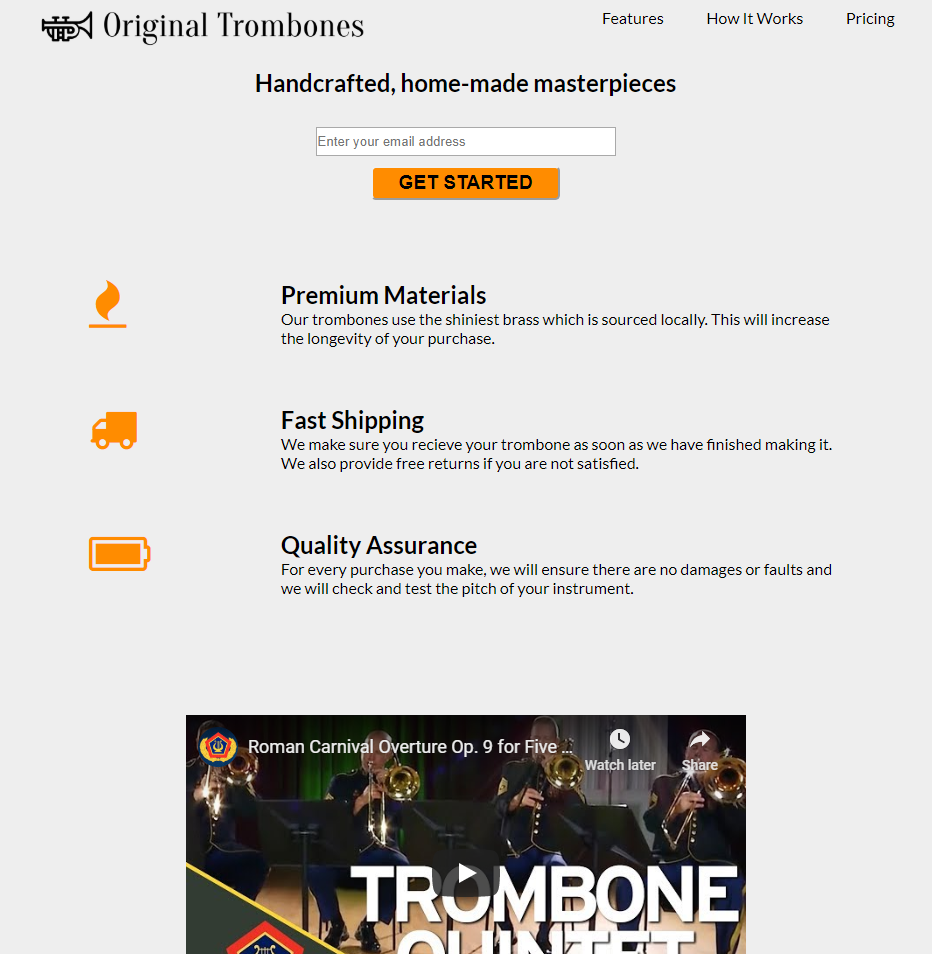 Original Trombones
Features
How It Works
Pricing
Handcrafted, home-made masterpieces
Enter your email address
GET STARTED
Premium Materials
Our trombones use the shiniest brass which is sourced locally. This will increase
the longevity of your purchase.
Fast Shipping
We make sure you recieve your trombone as soon as we have finished making it.
We also provide free returns if you are not satisfied.
Quality Assurance
For every purchase you make, we will ensure there are no damages or faults and
we will check and test the pitch of your instrument.
Roman Carnival Overture Op. 9 for Five ...
Watch later
Share
TROMBONE
QUINTET